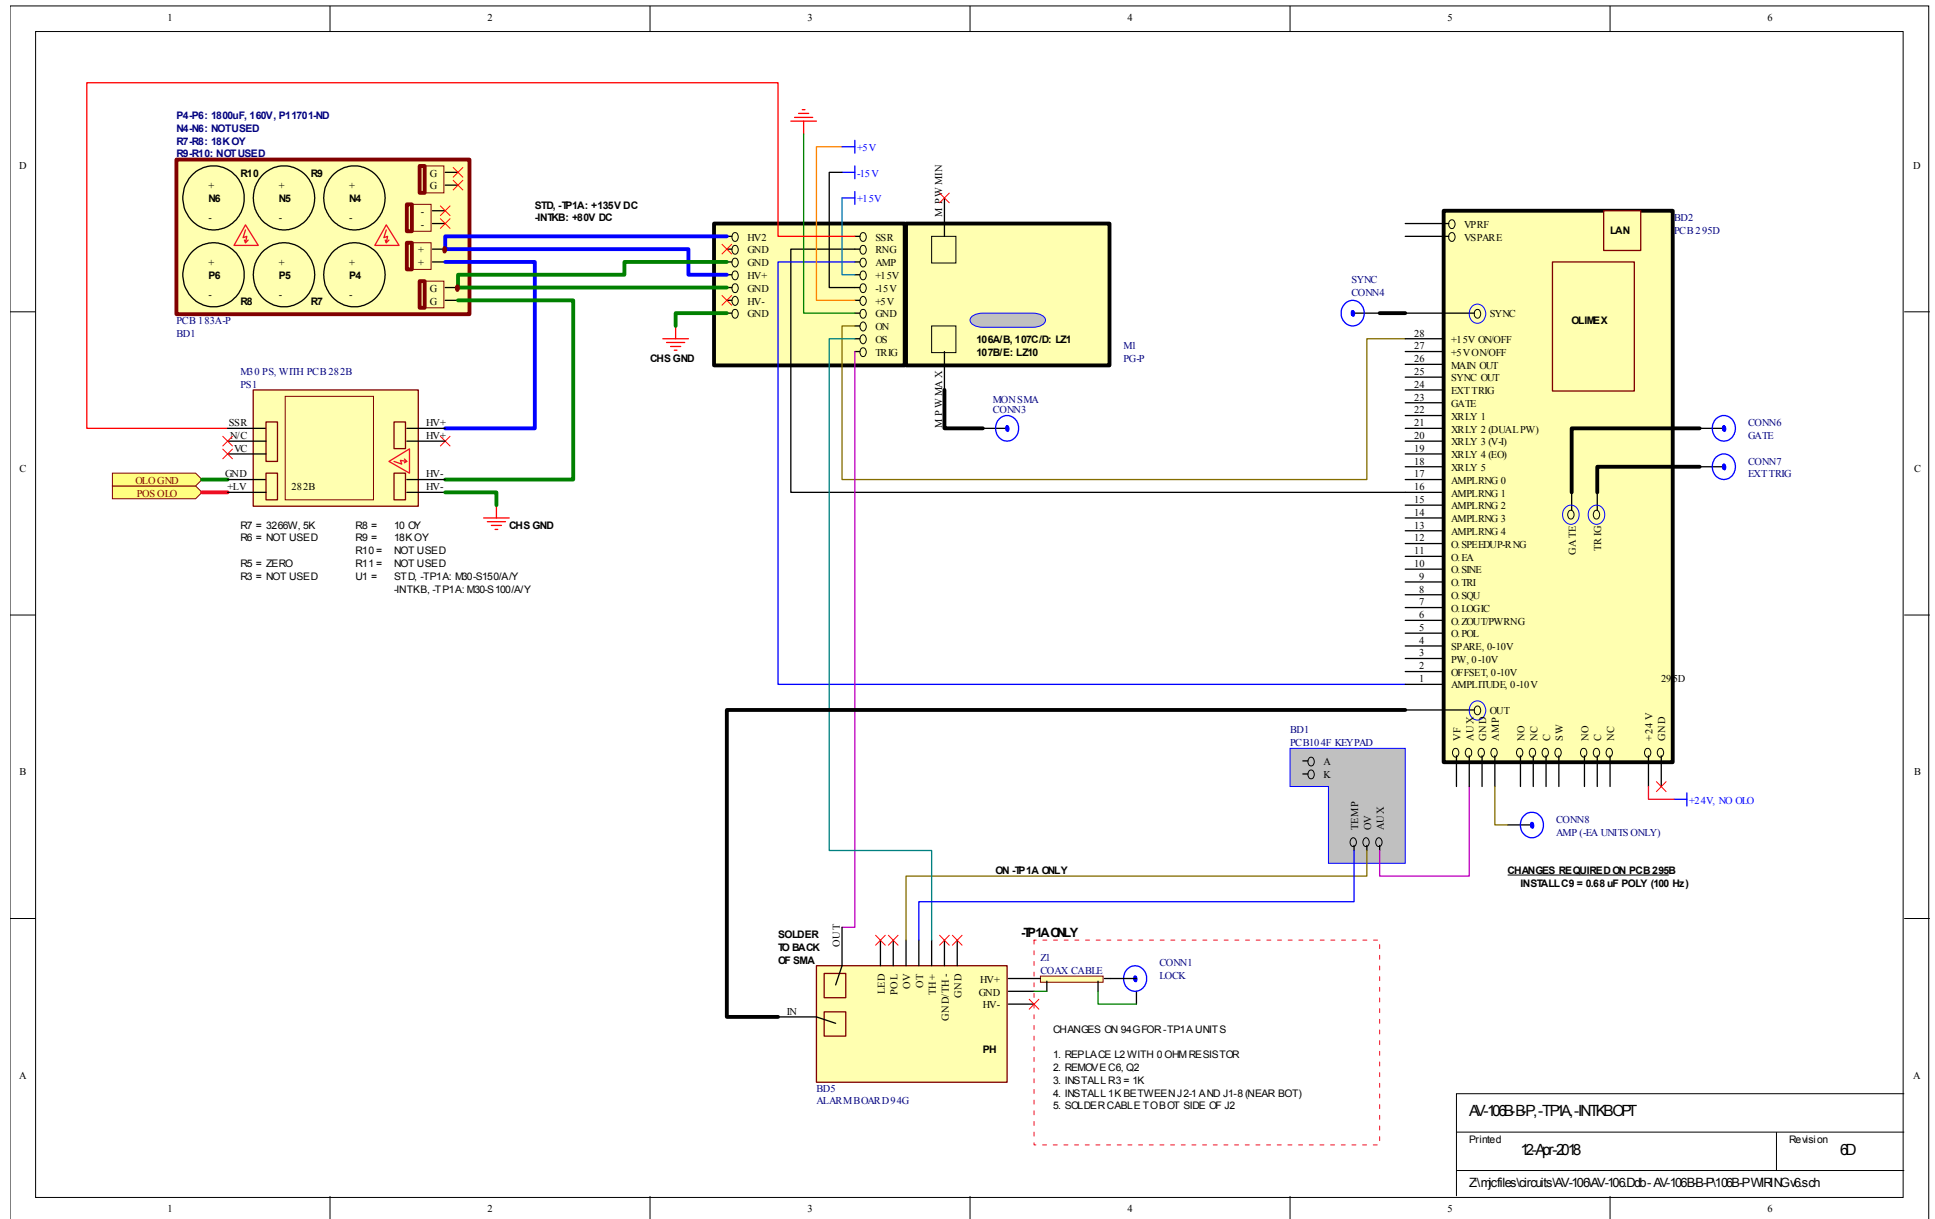 1 2 3 4 5 6
D
C
B
A
P4-P6: 1800uF, 160V, P11701-ND
N4-N6: NOT USED
R7-R8: 18K OY
R9-R10: NOT USED
R10 R9
N6 N5 N4
+ + +
- - -
P6 P5 P4
+ + +
- - -
R8 R7
G
G
-
-
+
+
G
G
PCB 183A-P
BD1
STD, -TP1A: +135V DC
-INTKB: +80V DC
+5V
-15V
+15V
HV2
GND
GND
HV+
GND
HV-
GND
SSR
RNG
AMP
+15V
-15V
+5V
GND
ON
OS
TRIG
M PW MIN
M PW MAX
106A/B, 107C/D: LZ1
107B/E: LZ10
M1
PG-P
CHS GND
MON SMA
CONN3
M30 PS, WITH PCB 282B
PS1
SSR
N/C
VC
GND
+LV
HV+
HV+
HV-
HV-
282B
OLO GND
POS OLO
CHS GND
R7 = 3266W, 5K
R6 = NOT USED
R5 = ZERO
R3 = NOT USED
R8 = 10 OY
R9 = 18K OY
R10 = NOT USED
R11 = NOT USED
U1 = STD, -TP1A: M30-S150/A/Y
-INTKB, -TP1A: M30-S100/A/Y
BD2
PCB 295D
LAN
VPRF
VSPARE
SYNC
CONN4
SYNC
OLIMEX
28 +15V ON/OFF
27 +5V ON/OFF
26 MAIN OUT
25 SYNC OUT
24 EXT TRIG
23 GATE
22 XRLY 1
21 XRLY 2 (DUAL PW)
20 XRLY 3 (V-I)
19 XRLY 4 (EO)
18 XRLY 5
17 AMPLRNG 0
16 AMPLRNG 1
15 AMPLRNG 2
14 AMPLRNG 3
13 AMPLRNG 4
12 O. SPEEDUP-RNG
11 O. EA
10 O. SINE
9 O. TRI
8 O. SQU
7 O. LOGIC
6 O. ZOUT/PWRNG
5 O. POL
4 SPARE, 0-10V
3 PW, 0-10V
2 OFFSET, 0-10V
1 AMPLITUDE, 0-10V
GATE
TRIG
CONN6
GATE
CONN7
EXT TRIG
295D
OUT
VF
AUX
GND
AMP
NO
NC
C
SW
NO
C
NC
+24V
GND
+24V, NO OLO
CONN8
AMP (-EA UNITS ONLY)
CHANGES REQUIRED ON PCB 295B
INSTALL C9 = 0.68 uF POLY (100 Hz)
BD1
PCB104F KEYPAD
A
K
TEMP
OV
AUX
ON -TP1A ONLY
SOLDER
TO BACK
OF SMA
OUT
IN
LED
POL
OV
OT
TH+
GND/TH-
GND
HV+
GND
HV-
PH
BD5
ALARM BOARD 94G
-TP1A ONLY
Z1
COAX CABLE
CONN1
LOCK
CHANGES ON 94G FOR -TP1A UNITS
1. REPLACE L2 WITH 0 OHM RESISTOR
2. REMOVE C6, Q2
3. INSTALL R3 = 1K
4. INSTALL 1K BETWEEN J2-1 AND J1-8 (NEAR BOT)
5. SOLDER CABLE TO BOT SIDE OF J2
AV-106B-B-P, -TP1A, -INTKB OPT
Printed 12-Apr-2018
Revision 6D
Z:\mjcfiles\circuits\AV-106\AV-106.Ddb - AV-106B-B-P\106B-P WIRING v6.sch
1 2 3 4 5 6
D
C
B
A